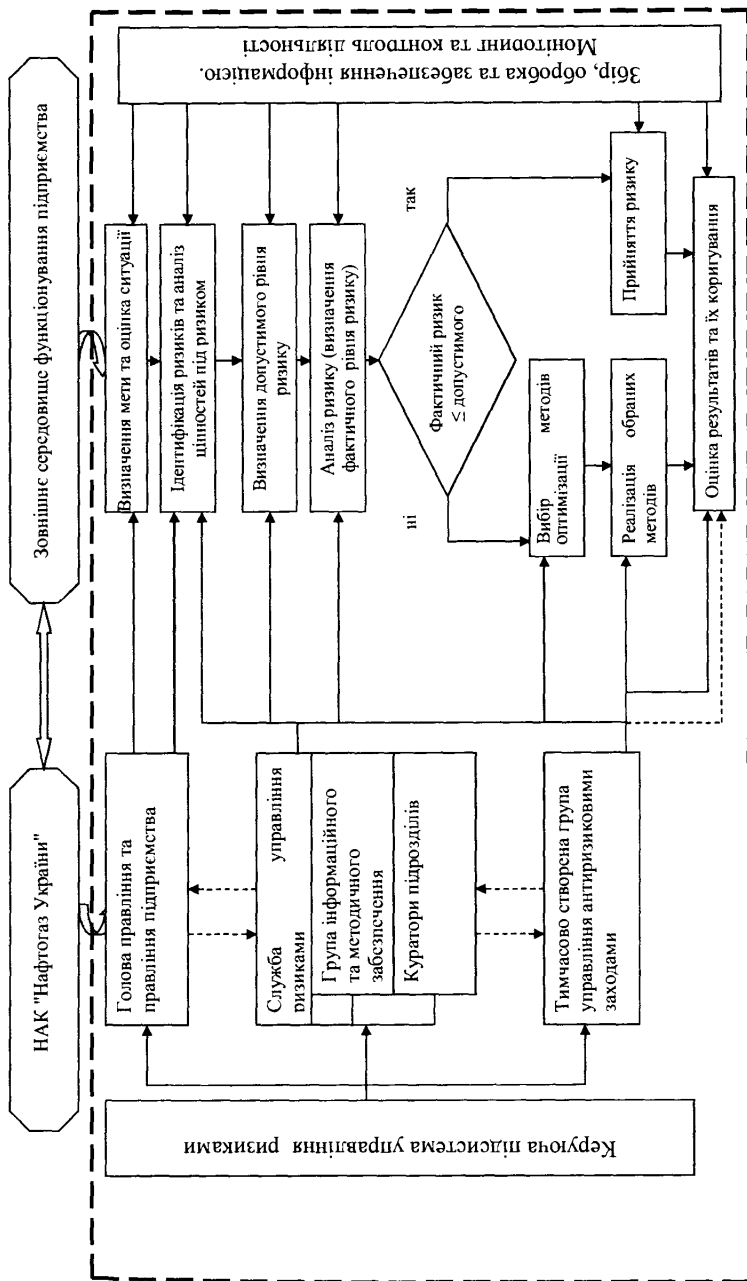 НАК "Нафтогаз України"
Зовнішнє середовище функціонування підприємства
Керуюча підсистема управління ризиками
Голова правління та
правління підприємства
Служба управління
ризиками
Група інформаційного
та методичного
забезпечення
Куратори підрозділів
Тимчасово створена група
управління антиризиковими
заходами
Визначення мети та оцінка ситуації
Ідентифікація ризиків та аналіз
цінностей під ризиком
Визначення допустимого рівня
ризику
Аналіз ризику (визначення
фактичного рівня ризику)
Фактичний ризик
≤ допустимого
ні
так
Вибір методів
оптимізації
Реалізація обраних
методів
Прийняття ризику
Оцінка результатів та їх коригування
Збір, обробка та забезпечення інформацією.
Моніторинг та контроль діяльності